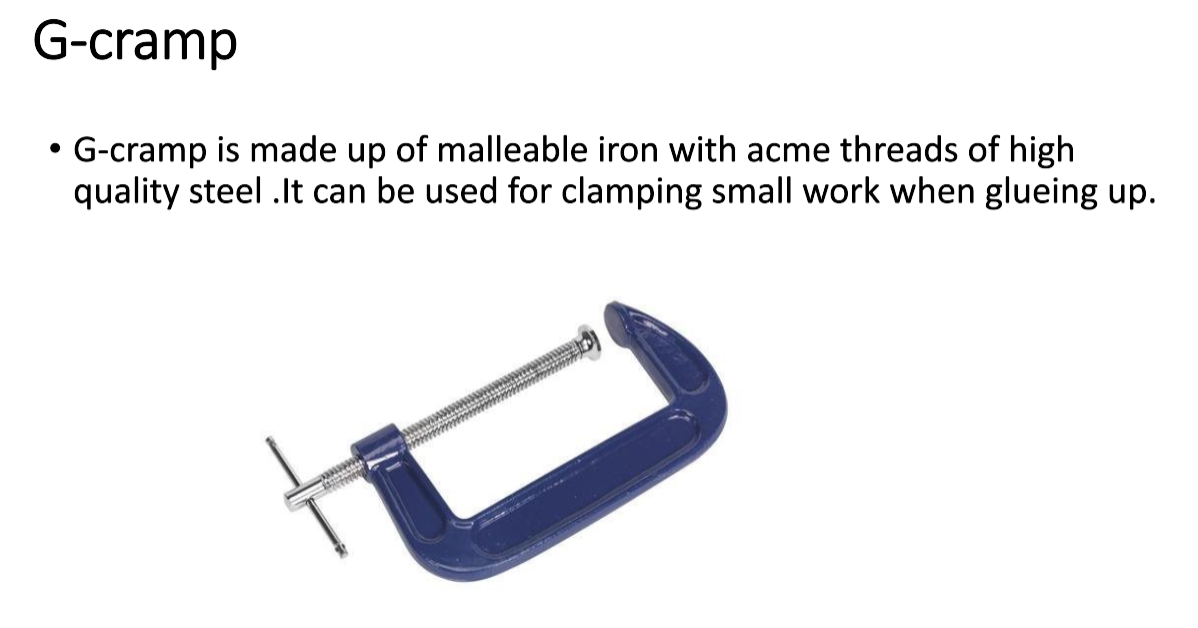 G-cramp
• G-cramp is made up of malleable iron with acme threads of high
quality steel .It can be used for clamping small work when glueing up.